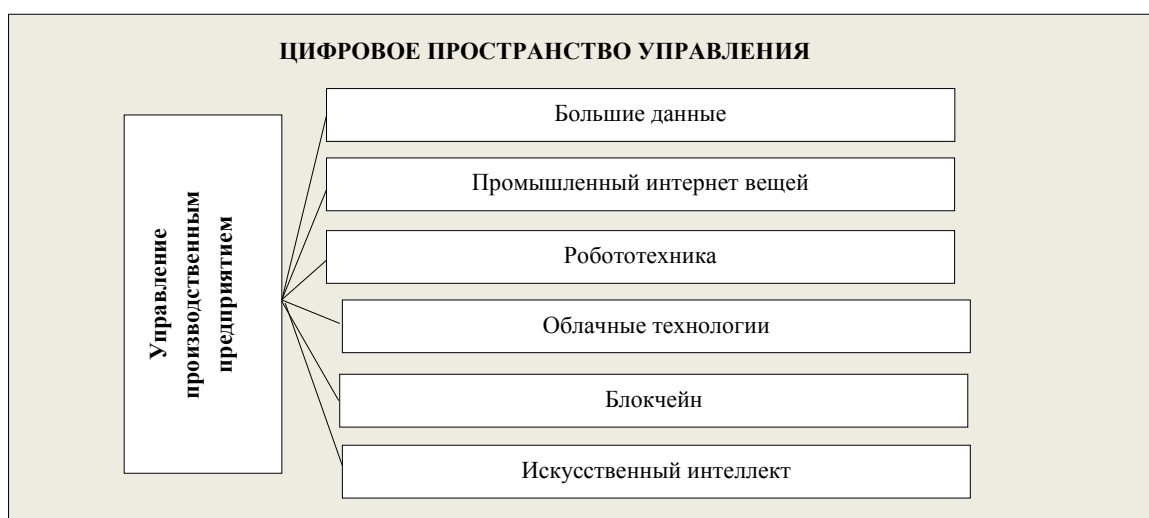 ЦИФРОВОЕ ПРОСТРАНСТВО УПРАВЛЕНИЯ
Управление
производственным
предприятием
Большие данные
Промышленный интернет вещей
Робототехника
Облачные технологии
Блокчейн
Искусственный интеллект